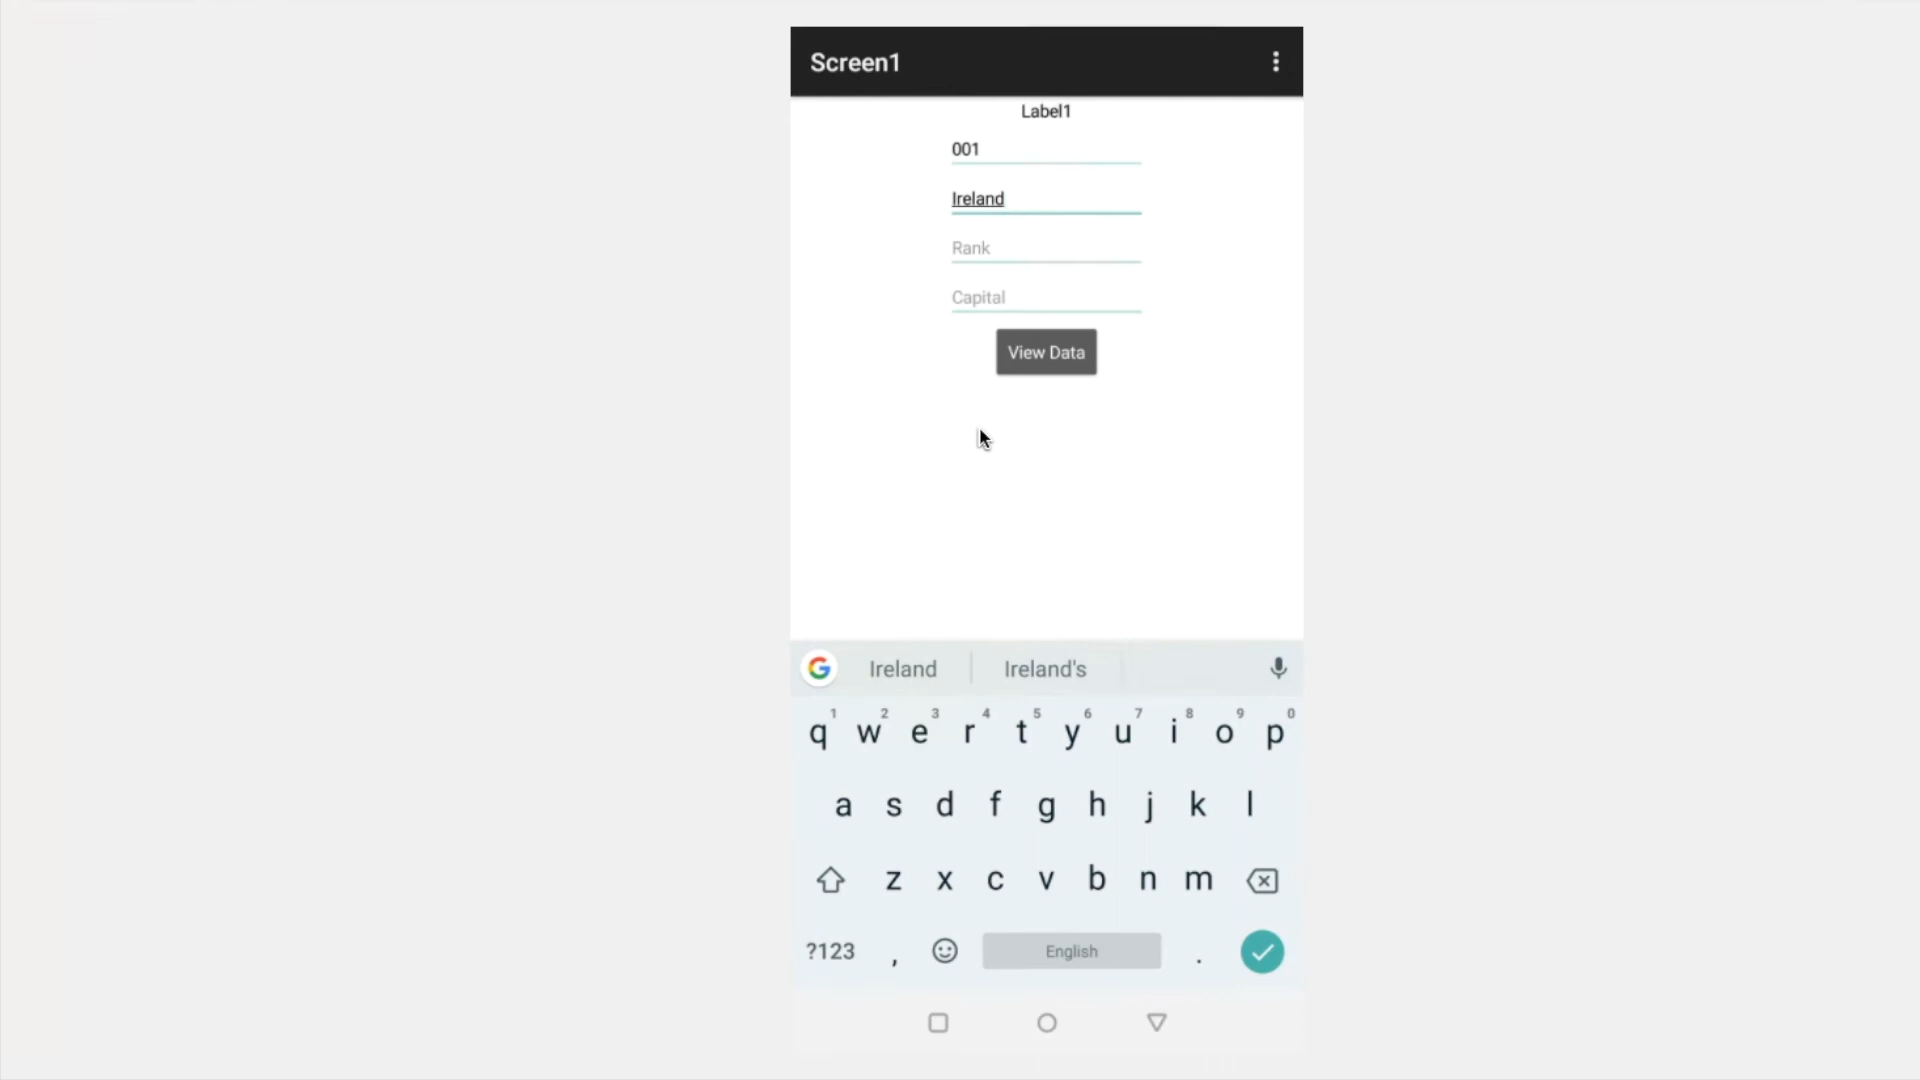 Screen1
Label1
001
Ireland
Rank
Capital
View Data
Ireland Ireland's
1 2 3 4 5 6 7 8 9 0
q w e r t y u i o p
a s d f g h j k l
z x c v b n m
?123 , English .